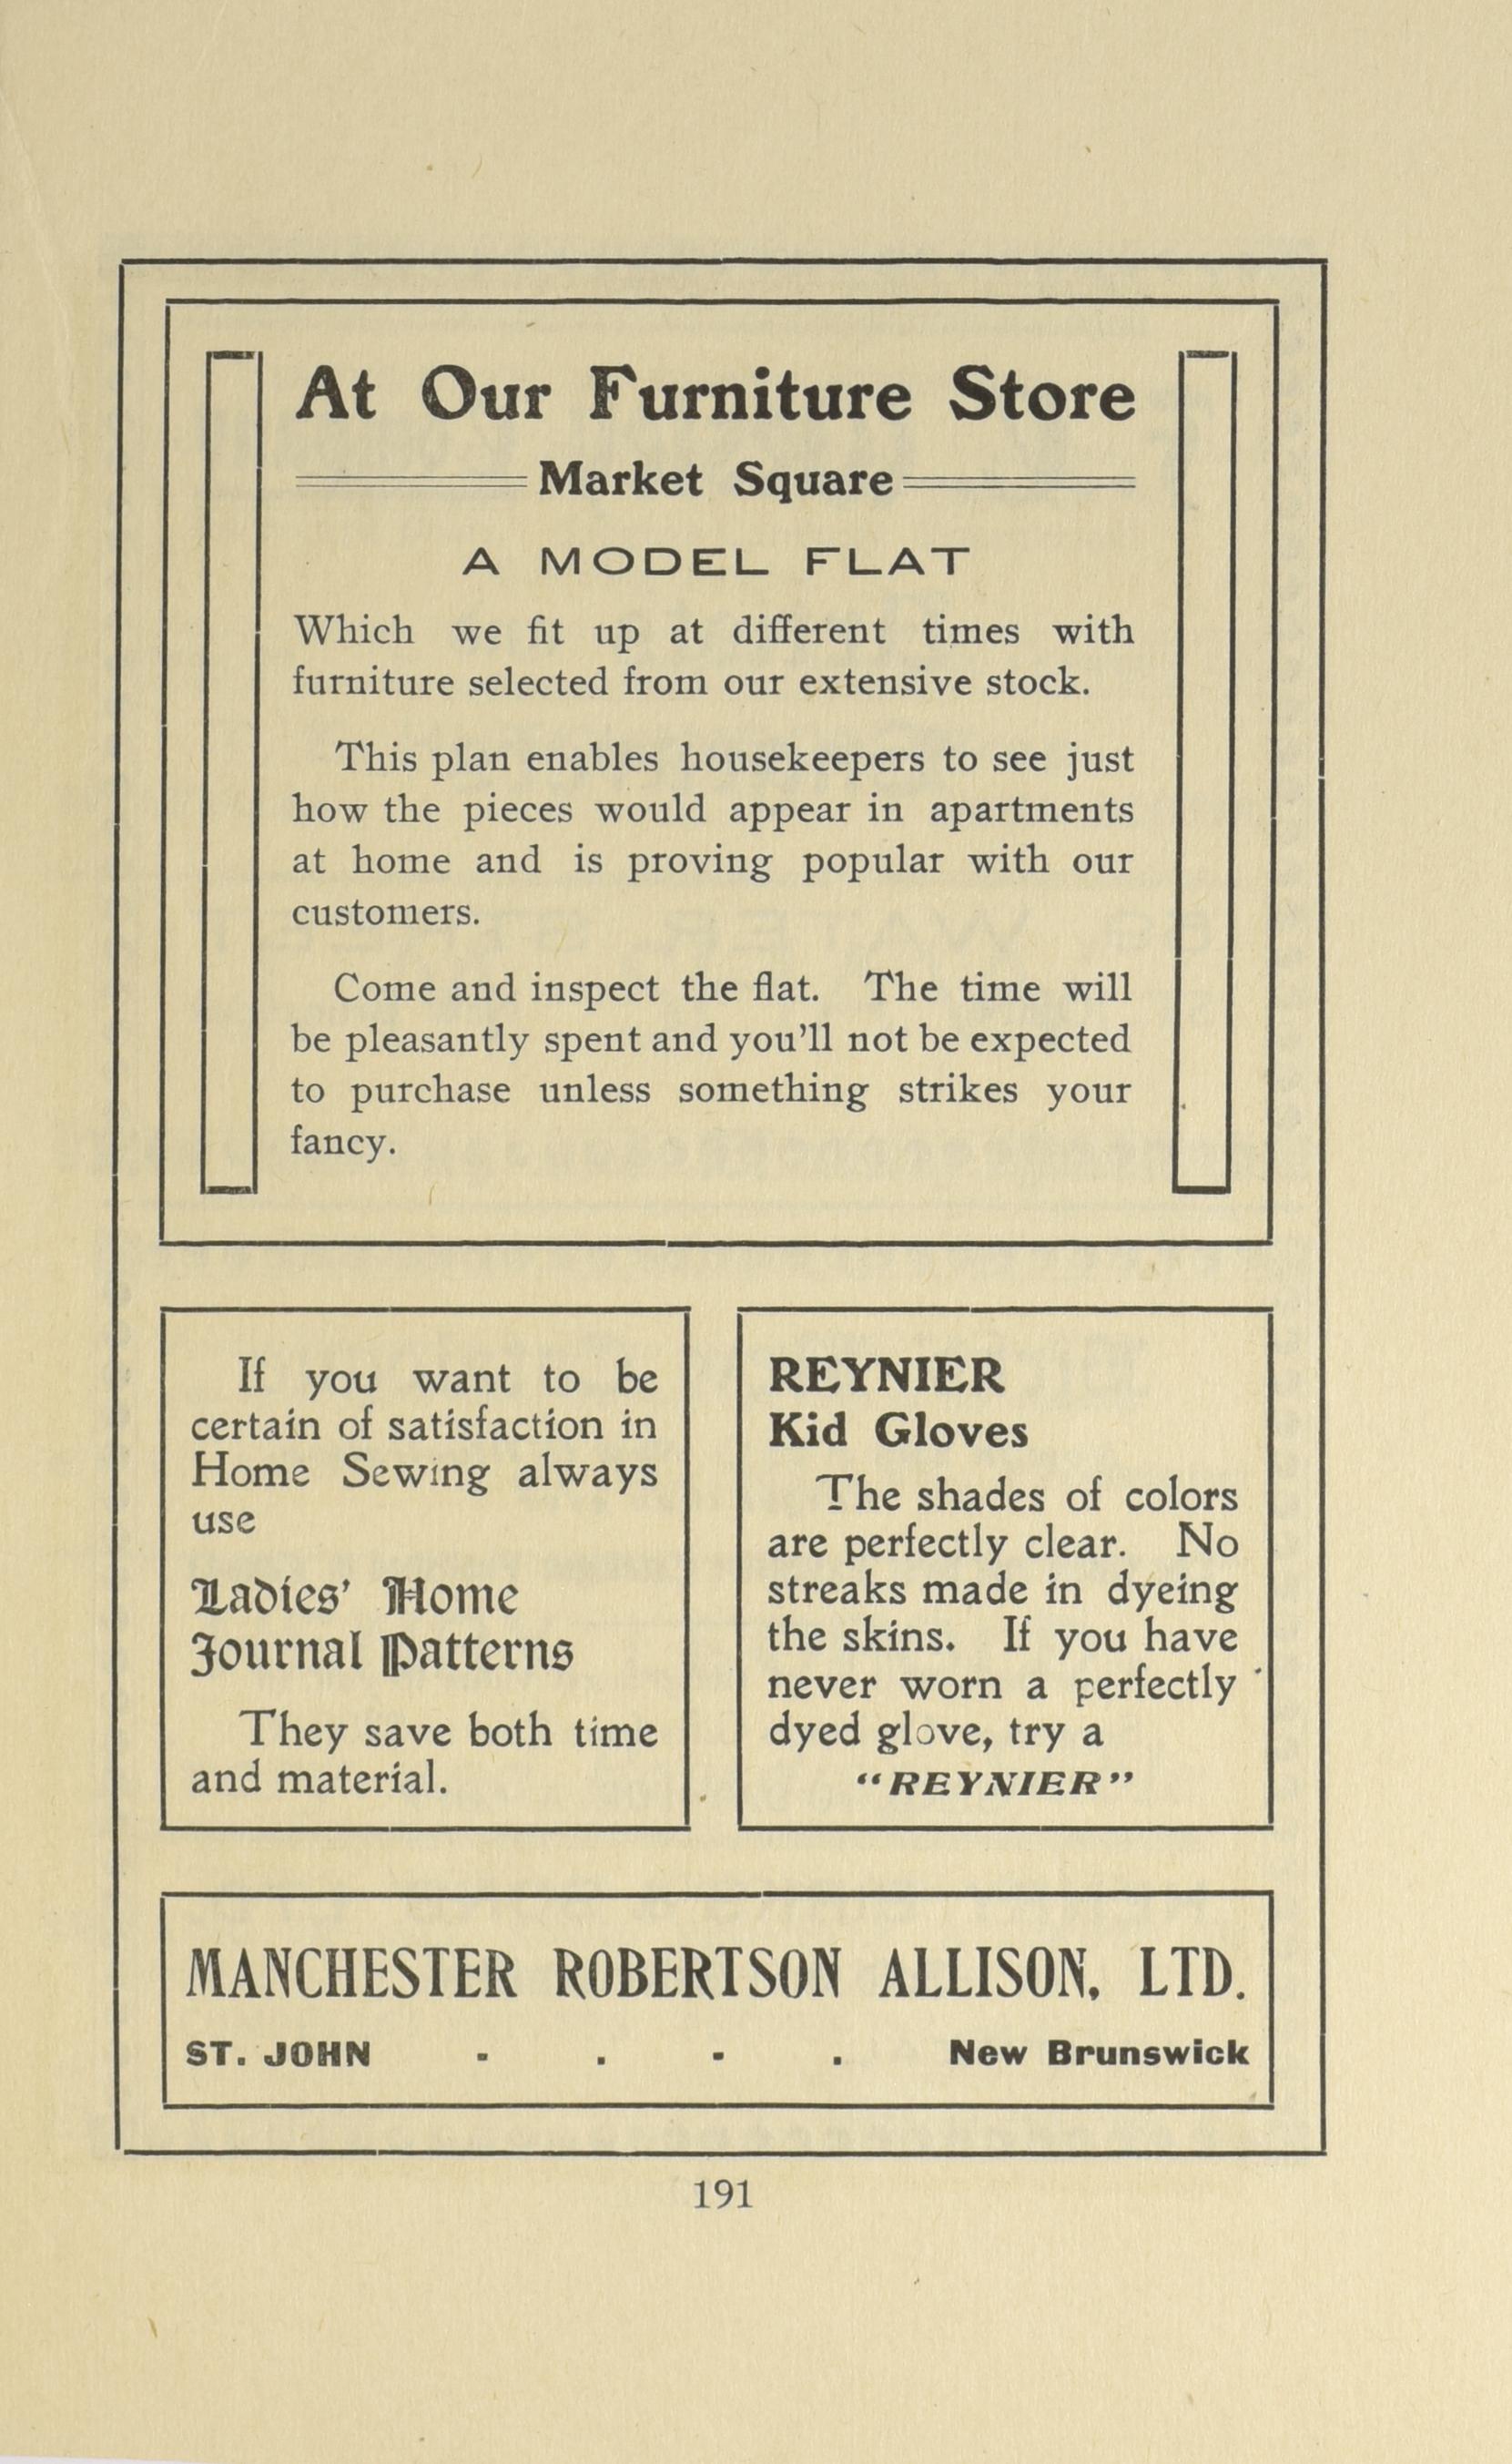 At Our Furniture Store
Market Square
A MODEL FLAT
Which we fit up at different times with
furniture selected from our extensive stock.
This plan enables housekeepers to see just
how the pieces would appear in apartments
at home and is proving popular with our
customers.
Come and inspect the flat. The time will
be pleasantly spent and you'll not be expected
to purchase unless something strikes your
fancy.
If you want to be
certain of satisfaction in
Home Sewing always
use
Ladies' Home
Journal Patterns
They save both time
and material.
REYNIER
Kid Gloves
The shades of colors
are perfectly clear. No
streaks made in dyeing
the skins. If you have
never worn a perfectly
dyed glove, try a
"REYNIER"
MANCHESTER ROBERTSON ALLISON, LTD.
ST. JOHN - . - . New Brunswick
191